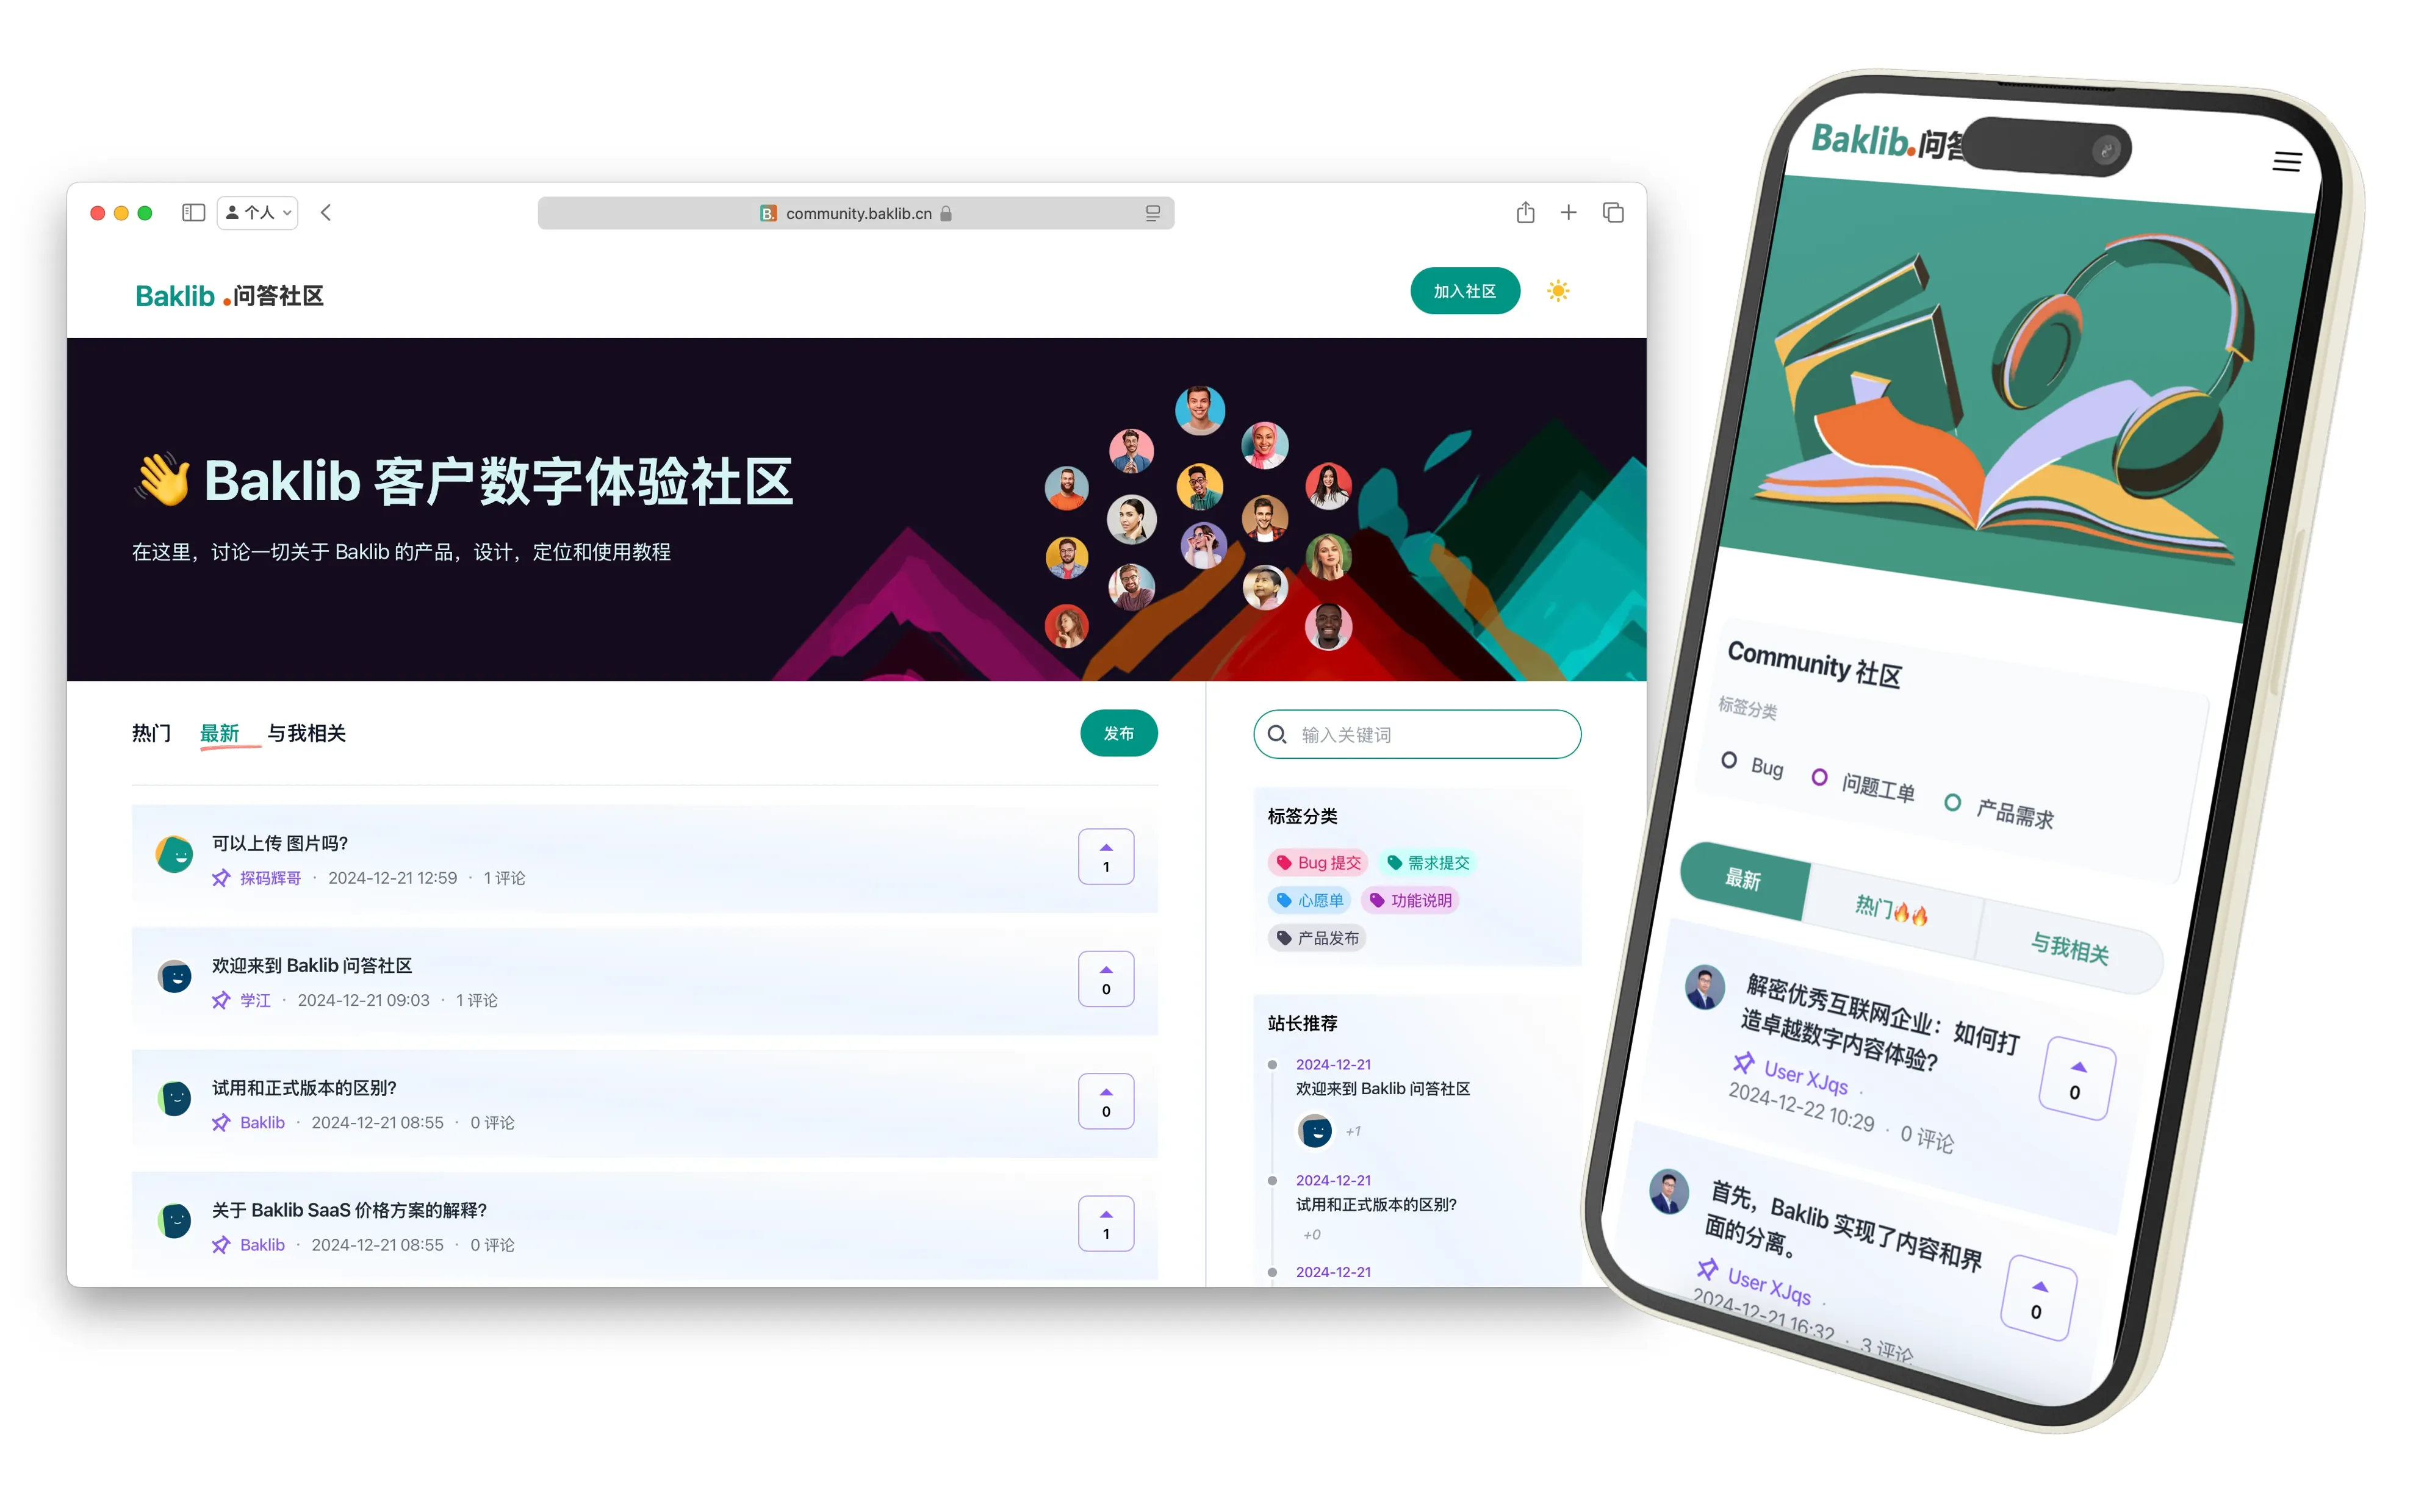 个人
community.baklib.cn
Baklib .问答社区
加入社区
👋 Baklib 客户数字体验社区
在这里，讨论一切关于 Baklib 的产品，设计，定位和使用教程
热门 最新 与我相关
发布
可以上传 图片吗?
探码辉哥 · 2024-12-21 12:59 · 1 评论
1
欢迎来到 Baklib 问答社区
学江 · 2024-12-21 09:03 · 1 评论
0
试用和正式版本的区别?
Baklib · 2024-12-21 08:55 · 0 评论
0
关于 Baklib SaaS 价格方案的解释?
Baklib · 2024-12-21 08:55 · 0 评论
1
输入关键词
标签分类
Bug 提交 需求提交
心愿单 功能说明
产品发布
站长推荐
2024-12-21
欢迎来到 Baklib 问答社区
+1
2024-12-21
试用和正式版本的区别?
+0
2024-12-21
Baklib.问答
Community 社区
标签分类
Bug 问题工单 产品需求
最新 热门🔥🔥 与我相关
解密优秀互联网企业：如何打
造卓越数字内容体验?
User XJqs ·
2024-12-22 10:29 · 0 评论
0
首先，Baklib 实现了内容和界
面的分离。
User XJqs ·
2024-12-21 16:32 · 3 评论
0